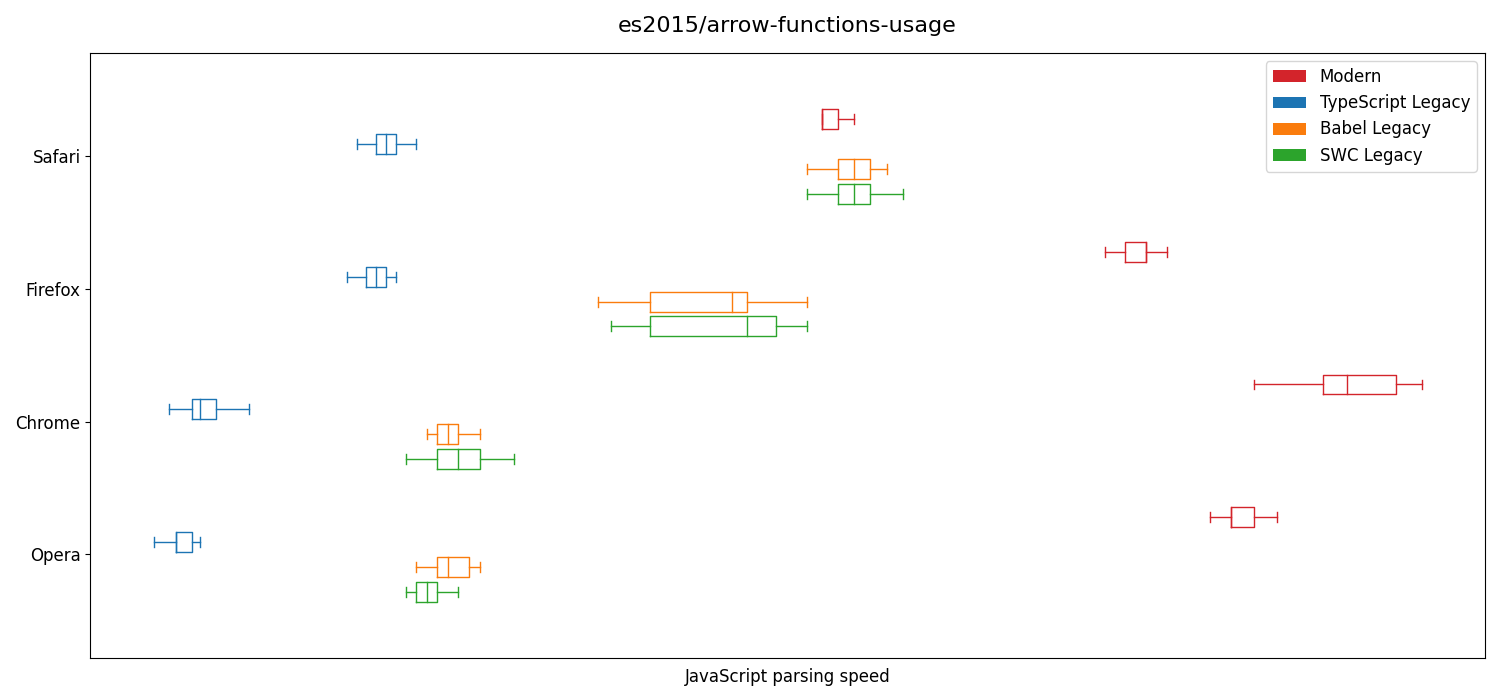 es2015/arrow-functions-usage
Modern
TypeScript Legacy
Babel Legacy
SWC Legacy
Safari
Firefox
Chrome
Opera
JavaScript parsing speed